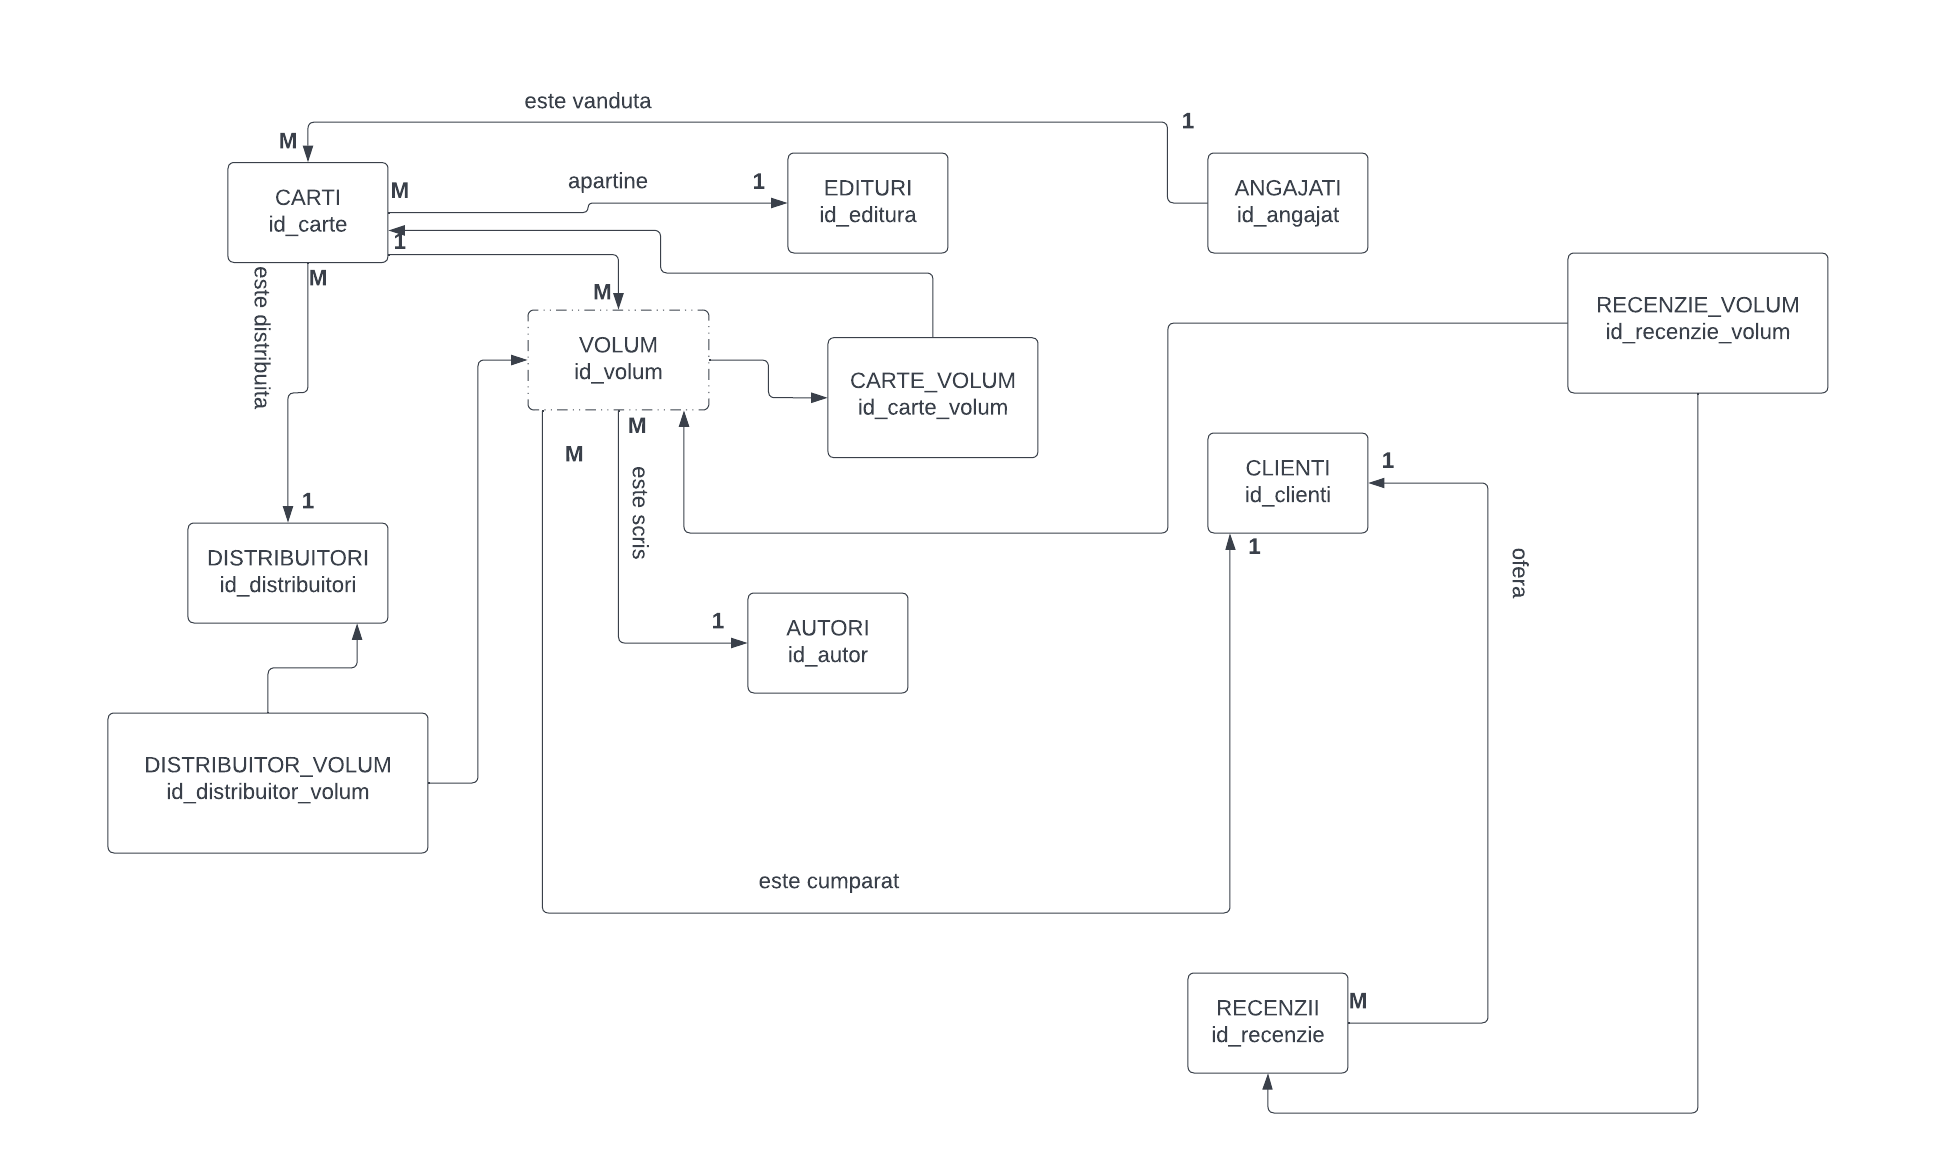 este vanduta
1
M
CARTI
id_carte
M
apartine
1
EDITURI
id_editura
ANGAJATI
id_angajat
1
M
este distribuita
M
VOLUM
id_volum
RECENZIE_VOLUM
id_recenzie_volum
CARTE_VOLUM
id_carte_volum
M
M
este scris
CLIENTI
id_clienti
1
1
ofera
1
DISTRIBUITORI
id_distribuitori
1
AUTORI
id_autor
DISTRIBUITOR_VOLUM
id_distribuitor_volum
este cumparat
RECENZII
id_recenzie
M